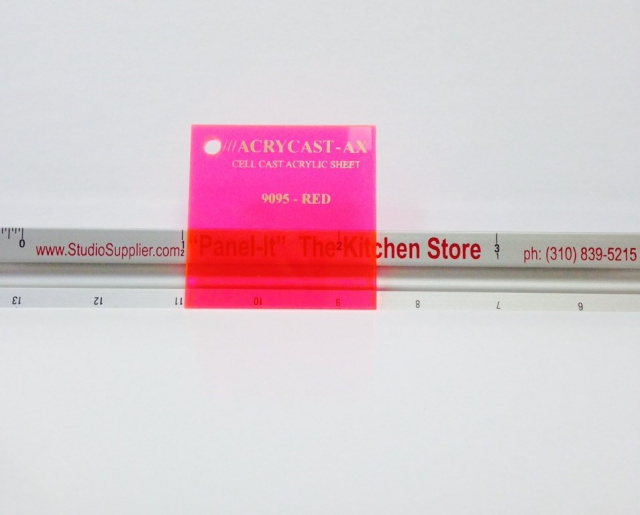 ///ACRYCAST-AX
CELL CAST ACRYLIC SHEET
9095 - RED
0 1 2 3
www.StudioSupplier.com "Panel-It" The Kitchen Store ph: (310) 839-5215
13 12 11 10 9 8 7 6